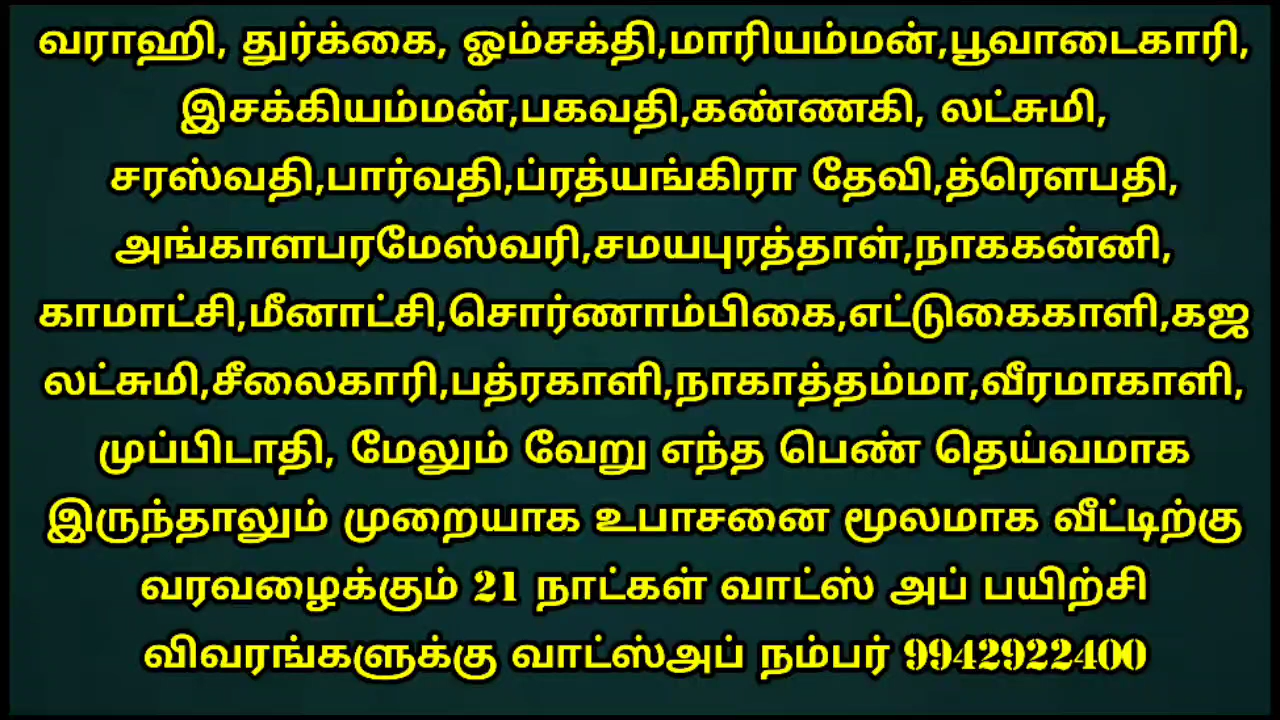 வராஹி, துர்க்கை, ஓம்சக்தி,மாரியம்மன்,பூவாடைகாரி,
இசக்கியம்மன்,பகவதி,கண்ணகி, லட்சுமி,
சரஸ்வதி,பார்வதி,ப்ரத்யங்கிரா தேவி,த்ரௌபதி,
அங்காளபரமேஸ்வரி,சமயபுரத்தாள்,நாககன்னி,
காமாட்சி,மீனாட்சி,சொர்ணாம்பிகை,எட்டுகைகாளி,கஜ
லட்சுமி,சீலைகாரி,பத்ரகாளி,நாகாத்தம்மா,வீரமாகாளி,
முப்பிடாதி, மேலும் வேறு எந்த பெண் தெய்வமாக
இருந்தாலும் முறையாக உபாசனை மூலமாக வீட்டிற்கு
வரவழைக்கும் 21 நாட்கள் வாட்ஸ் அப் பயிற்சி
விவரங்களுக்கு வாட்ஸ்அப் நம்பர் 9942922400